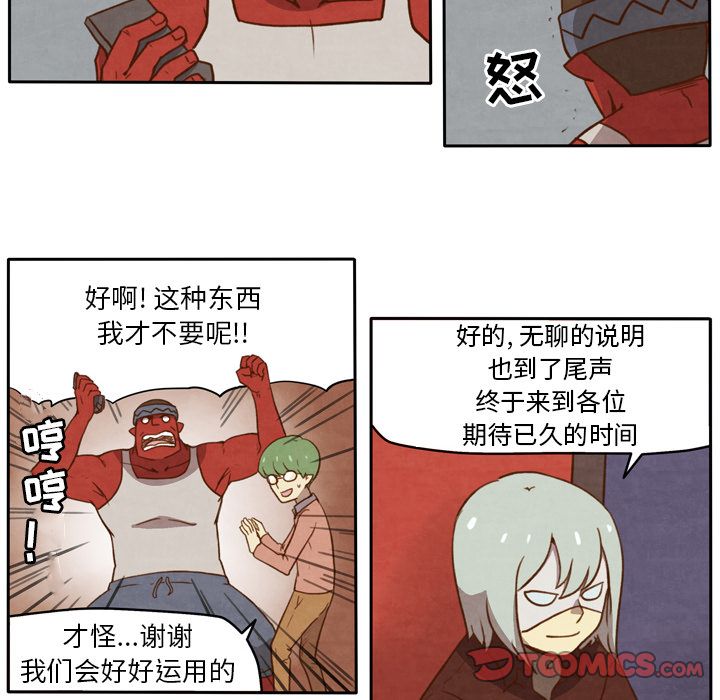 怒
好啊! 这种东西
我才不要呢!!
哼
哼
!
才怪...谢谢
我们会好好运用的
好的, 无聊的说明
也到了尾声
终于来到各位
期待已久的时间
TOMICS.COM